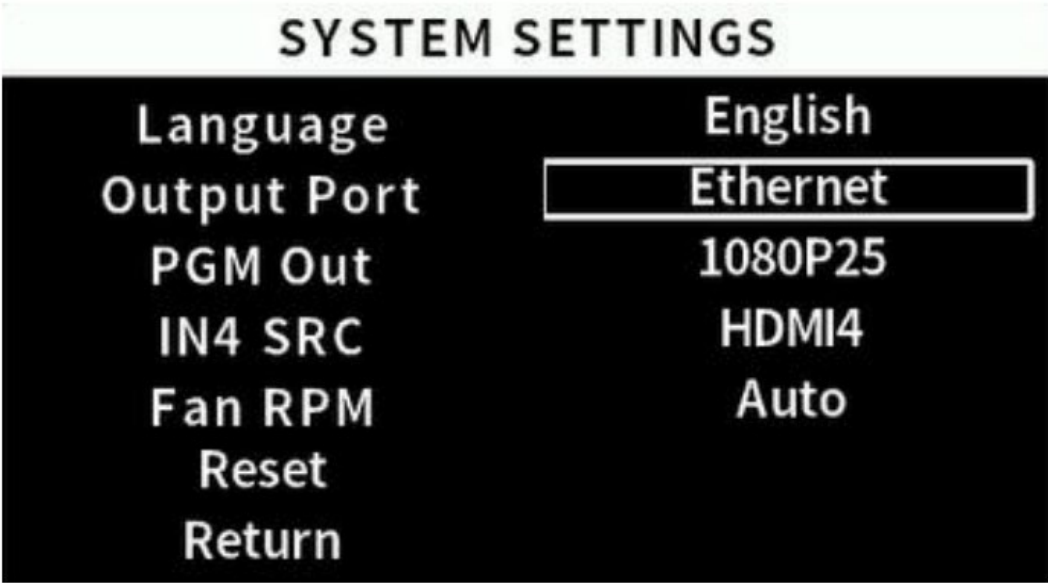 SYSTEM SETTINGS
Language English
Output Port Ethernet
PGM Out 1080P25
IN4 SRC HDMI4
Fan RPM Auto
Reset
Return